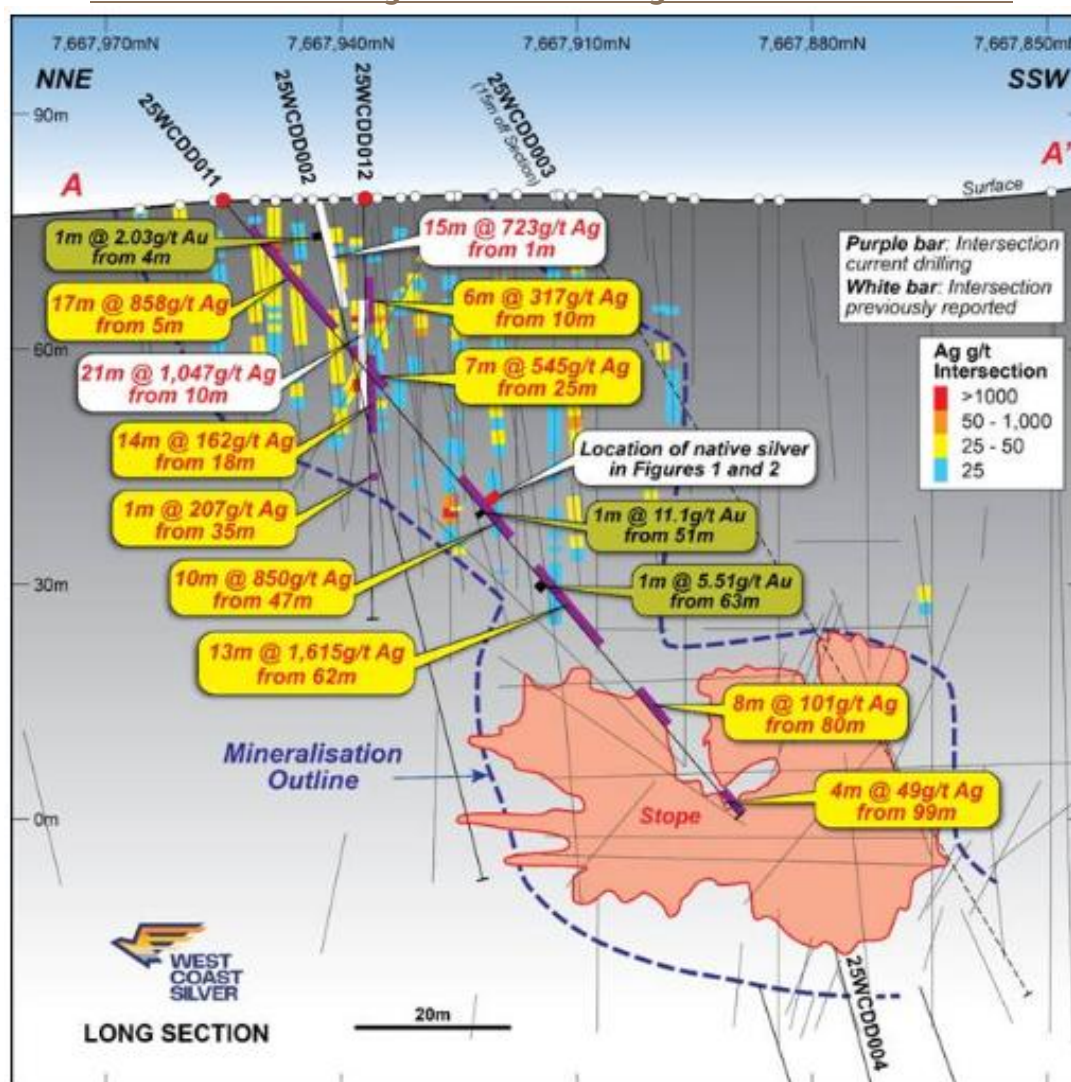 7,667,970mN 7,667,940mN 7,667,910mN 7,667,880mN 7,667,850mN
NNE
SSW
90m
25WCDD011
25WCDD002
25WCDD012
25WCDD003
(15m off Section)
A
A'
Surface
1m @ 2.03g/t Au
from 4m
15m @ 723g/t Ag
from 1m
Purple bar: Intersection
current drilling
White bar: Intersection
previously reported
17m @ 858g/t Ag
from 5m
6m @ 317g/t Ag
from 10m
60m
21m @ 1,047g/t Ag
from 10m
7m @ 545g/t Ag
from 25m
Ag g/t
Intersection
>1000
50 - 1,000
25 - 50
25
14m @ 162g/t Ag
from 18m
Location of native silver
in Figures 1 and 2
1m @ 207g/t Ag
from 35m
1m @ 11.1g/t Au
from 51m
10m @ 850g/t Ag
from 47m
30m
1m @ 5.51g/t Au
from 63m
13m @ 1,615g/t Ag
from 62m
8m @ 101g/t Ag
from 80m
Mineralisation
Outline
4m @ 49g/t Ag
from 99m
0m
Stope
WEST
COAST
SILVER
25WCDD004
LONG SECTION
20m